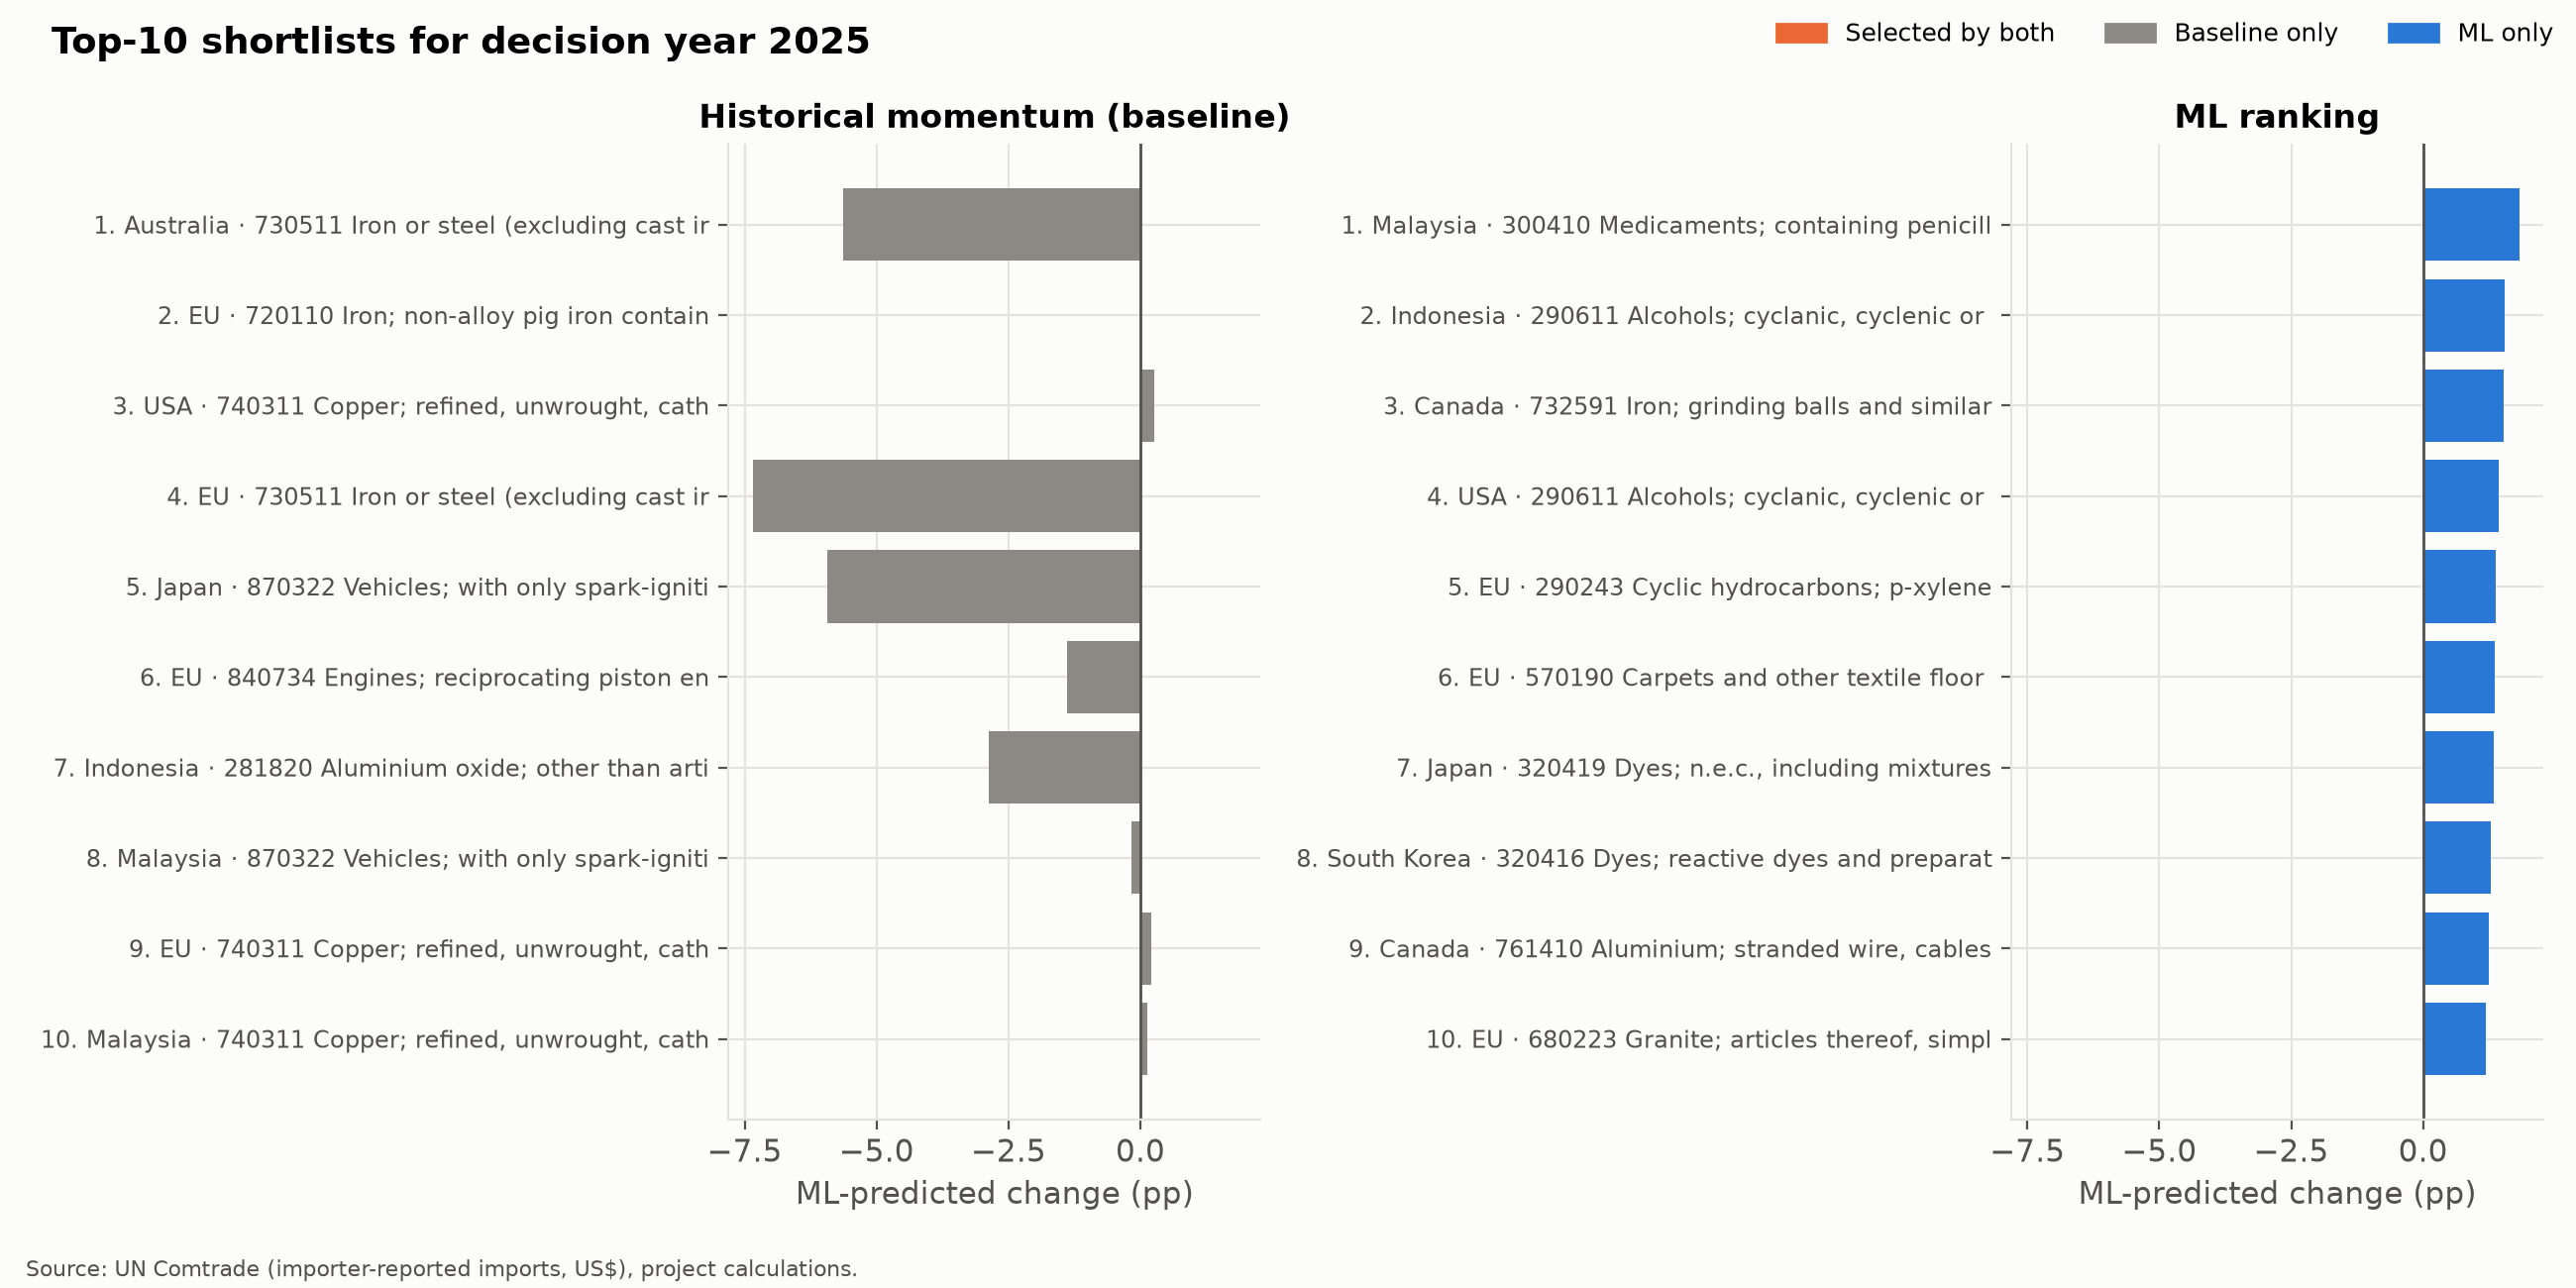 Top-10 shortlists for decision year 2025
Selected by both
Baseline only
ML only
Historical momentum (baseline)
1. Australia · 730511 Iron or steel (excluding cast ir
2. EU · 720110 Iron; non-alloy pig iron contain
3. USA · 740311 Copper; refined, unwrought, cath
4. EU · 730511 Iron or steel (excluding cast ir
5. Japan · 870322 Vehicles; with only spark-igniti
6. EU · 840734 Engines; reciprocating piston en
7. Indonesia · 281820 Aluminium oxide; other than arti
8. Malaysia · 870322 Vehicles; with only spark-igniti
9. EU · 740311 Copper; refined, unwrought, cath
10. Malaysia · 740311 Copper; refined, unwrought, cath
−7.5 −5.0 −2.5 0.0
ML-predicted change (pp)
ML ranking
1. Malaysia · 300410 Medicaments; containing penicill
2. Indonesia · 290611 Alcohols; cyclanic, cyclenic or
3. Canada · 732591 Iron; grinding balls and similar
4. USA · 290611 Alcohols; cyclanic, cyclenic or
5. EU · 290243 Cyclic hydrocarbons; p-xylene
6. EU · 570190 Carpets and other textile floor
7. Japan · 320419 Dyes; n.e.c., including mixtures
8. South Korea · 320416 Dyes; reactive dyes and preparat
9. Canada · 761410 Aluminium; stranded wire, cables
10. EU · 680223 Granite; articles thereof, simpl
−7.5 −5.0 −2.5 0.0
ML-predicted change (pp)
Source: UN Comtrade (importer-reported imports, US$), project calculations.